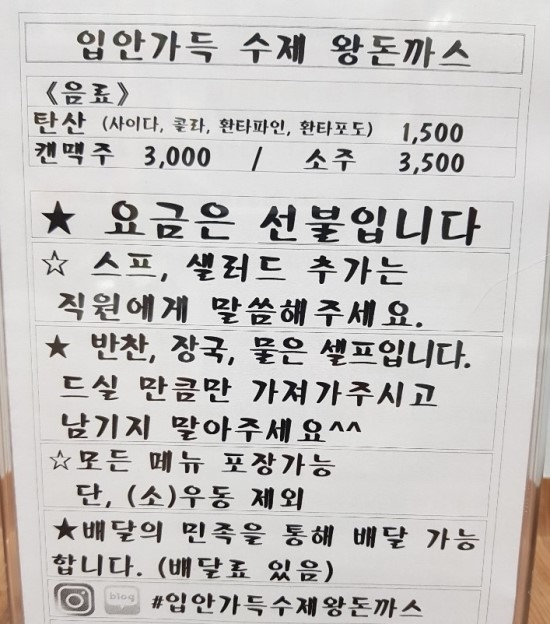 입안가득 수제 왕돈까스
《음료》
탄산 (사이다, 콜라, 환타파인, 환타포도) 1,500
캔맥주 3,000 / 소주 3,500
★ 요금은 선불입니다
☆ 스프, 샐러드 추가는
직원에게 말씀해주세요.
★ 반찬, 장국, 물은 셀프입니다.
드실 만큼만 가져가주시고
남기지 말아주세요^^
☆모든 메뉴 포장가능
단, (소)우동 제외
★배달의 민족을 통해 배달 가능
합니다. (배달료 있음)
blog #입안가득수제왕돈까스